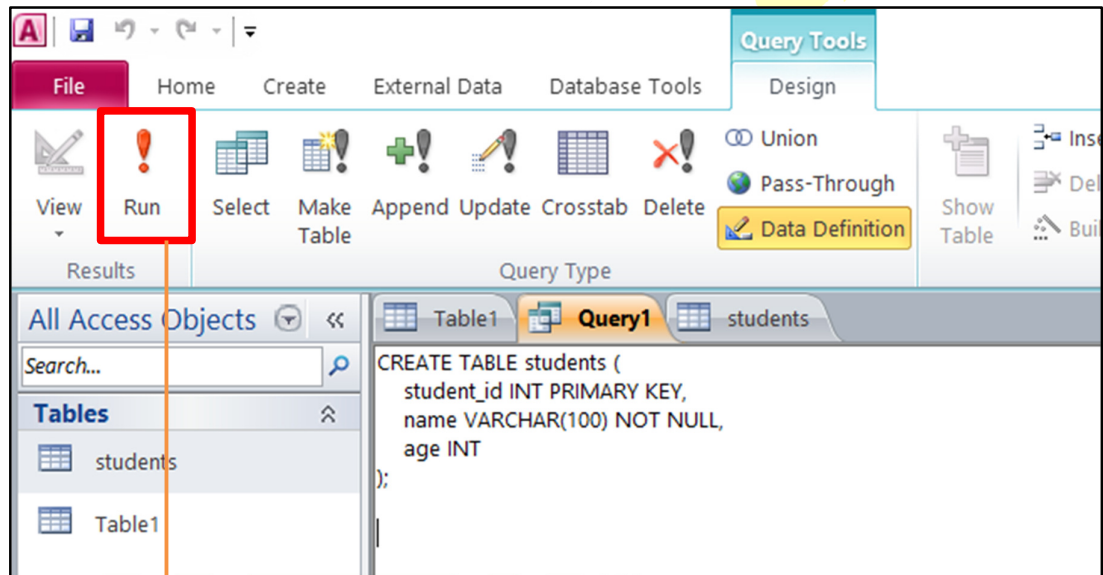 A
Query Tools
File Home Create External Data Database Tools Design
View Run Select Make Table Append Update Crosstab Delete
Union
Pass-Through
Data Definition
Show Table
Results Query Type
All Access Objects
Search...
Tables
students
Table1
Table1 Query1 students
CREATE TABLE students (
student_id INT PRIMARY KEY,
name VARCHAR(100) NOT NULL,
age INT
);